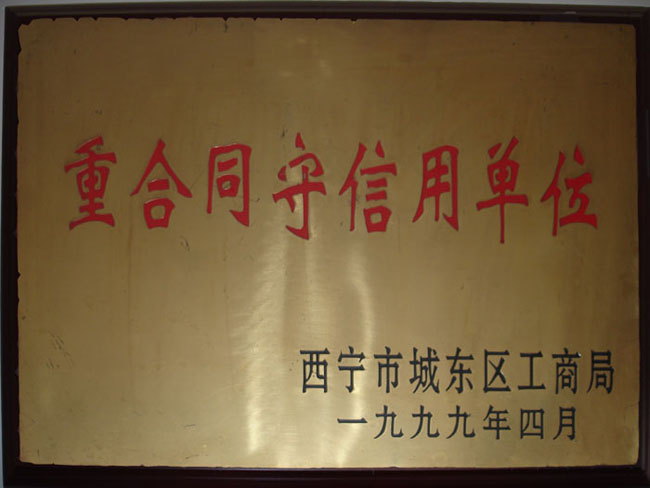 重合同守信用单位
西宁市城东区工商局
一九九九年四月